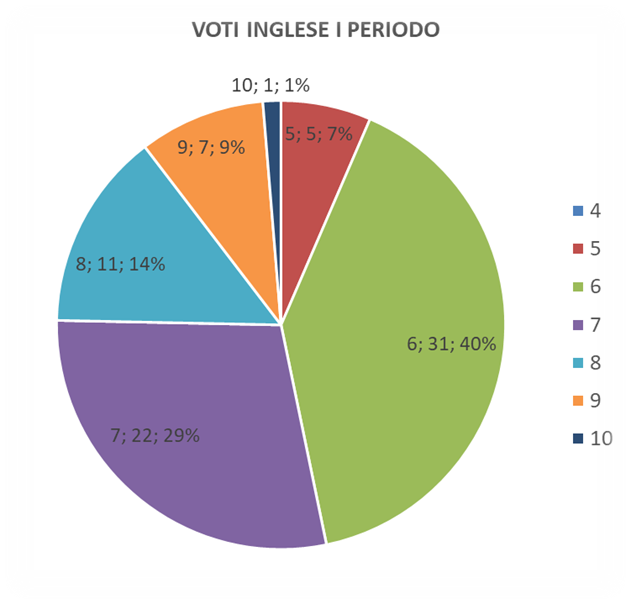 VOTI INGLESE I PERIODO
10; 1; 1%
5; 5; 7%
9; 7; 9%
8; 11; 14%
6; 31; 40%
7; 22; 29%
4
5
6
7
8
9
10